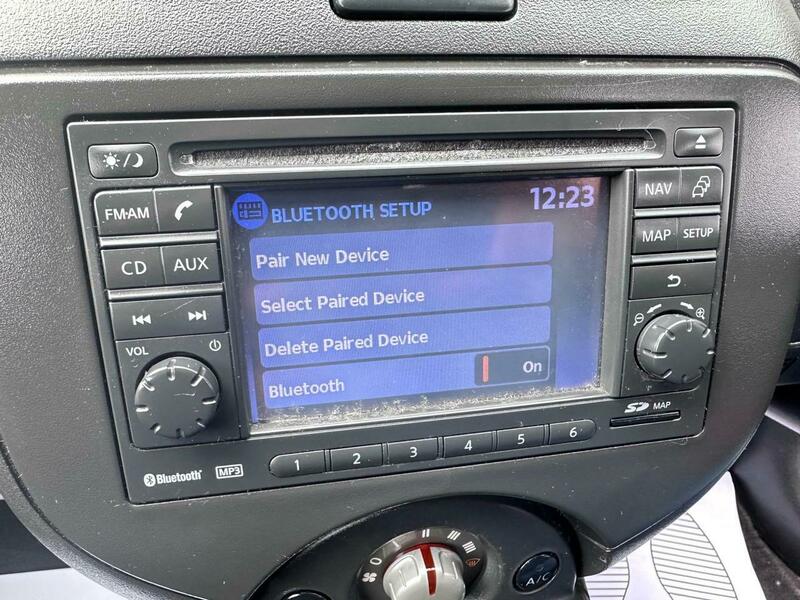 FM·AM
CD
AUX
VOL
BLUETOOTH SETUP
12:23
Pair New Device
Select Paired Device
Delete Paired Device
Bluetooth
On
NAV
MAP
SETUP
SD MAP
Bluetooth
MP3
1 2 3 4 5 6
O
A/C